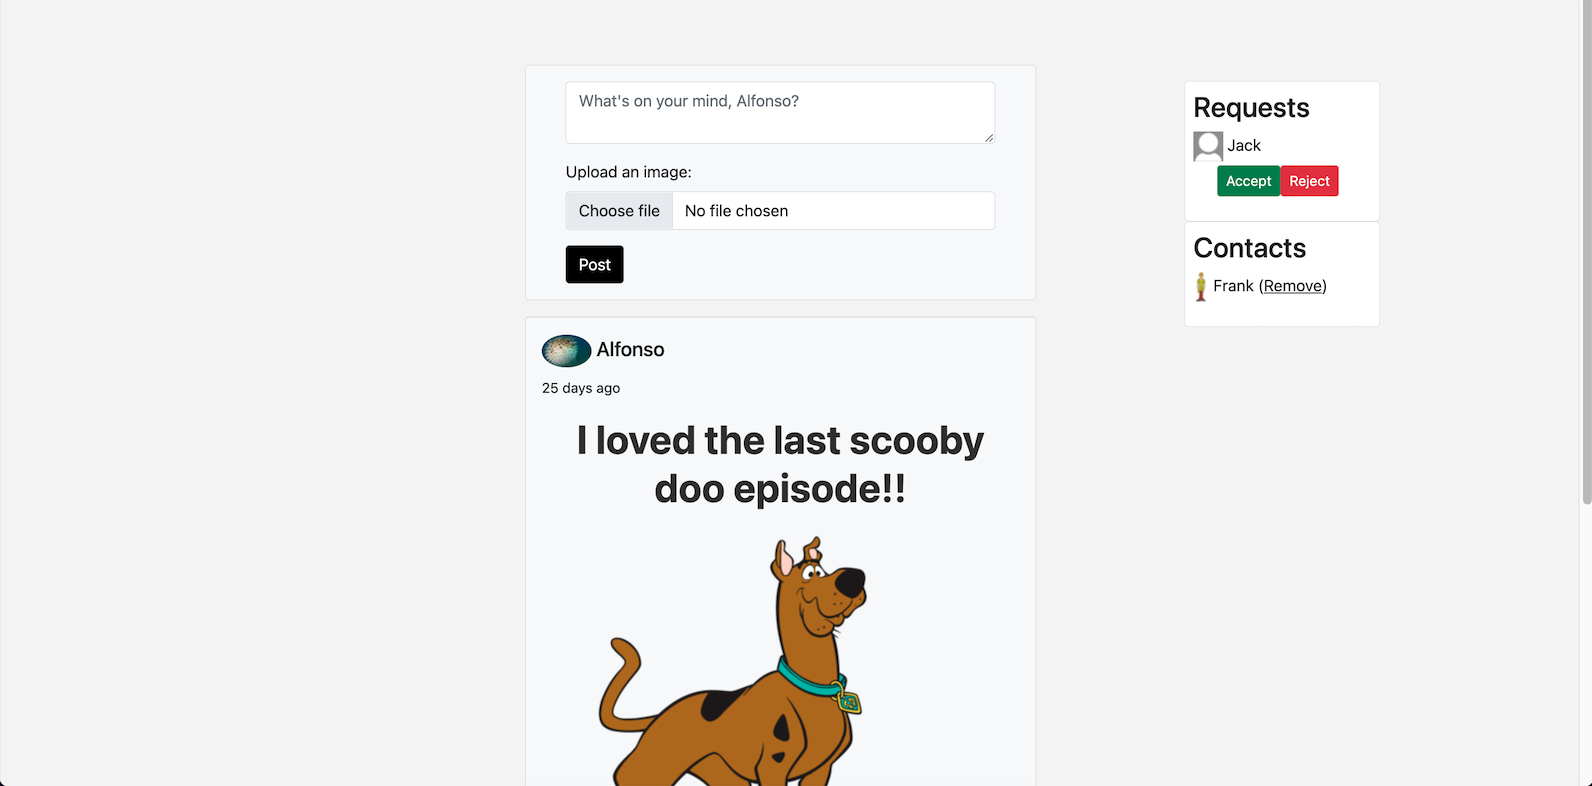 What's on your mind, Alfonso?
Upload an image:
Choose file No file chosen
Post
Alfonso
25 days ago
I loved the last scooby
doo episode!!
Requests
Jack
Accept Reject
Contacts
Frank (Remove)